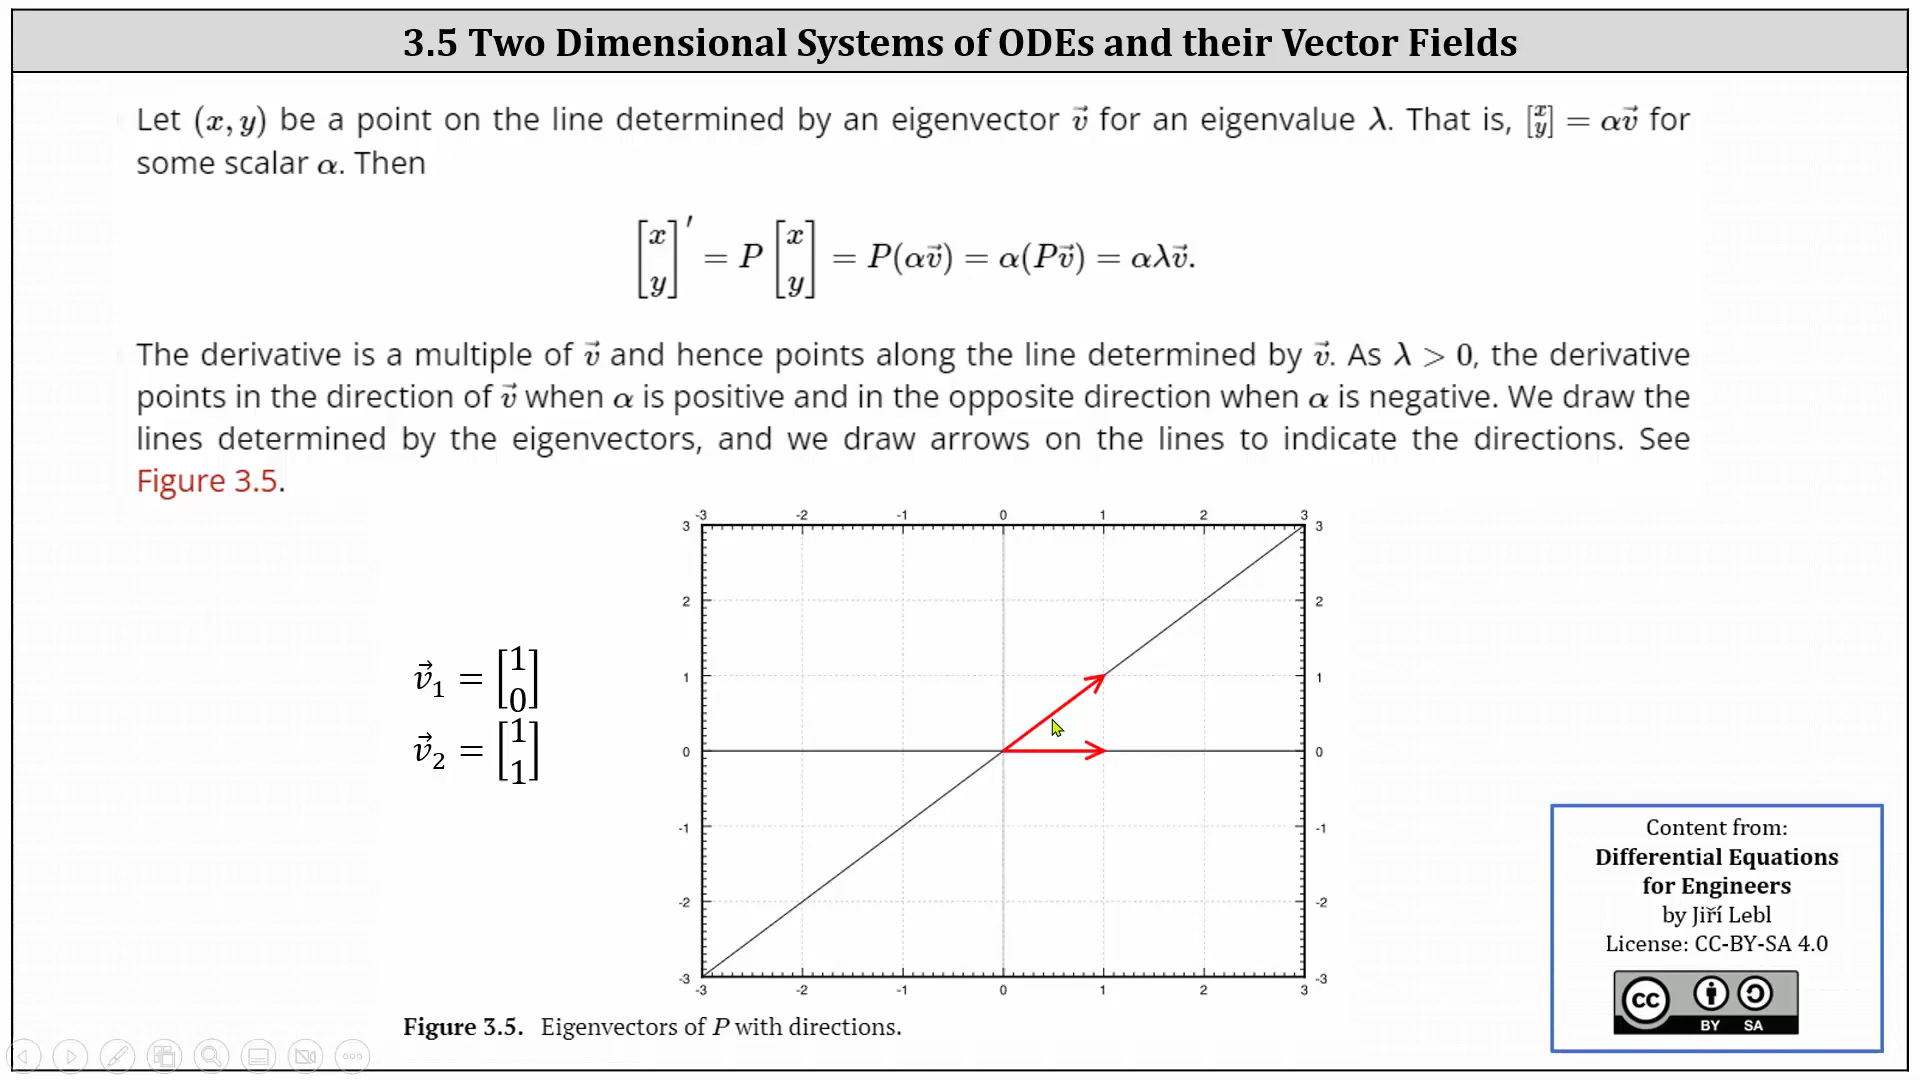 3.5 Two Dimensional Systems of ODEs and their Vector Fields
Let (x, y) be a point on the line determined by an eigenvector v⃗ for an eigenvalue λ. That is, [x y] = αv⃗ for
some scalar α. Then
[x y]′ = P [x y] = P(αv⃗) = α(Pv⃗) = αλv⃗.
The derivative is a multiple of v⃗ and hence points along the line determined by v⃗. As λ > 0, the derivative
points in the direction of v⃗ when α is positive and in the opposite direction when α is negative. We draw the
lines determined by the eigenvectors, and we draw arrows on the lines to indicate the directions. See
Figure 3.5.
v⃗₁ = [1 0]
v⃗₂ = [1 1]
-3 -2 -1 0 1 2 3
3 3
2 2
1 1
0 0
-1 -1
-2 -2
-3 -3
-3 -2 -1 0 1 2 3
Figure 3.5. Eigenvectors of P with directions.
Content from:
Differential Equations
for Engineers
by Jiří Lebl
License: CC-BY-SA 4.0
cc
BY SA